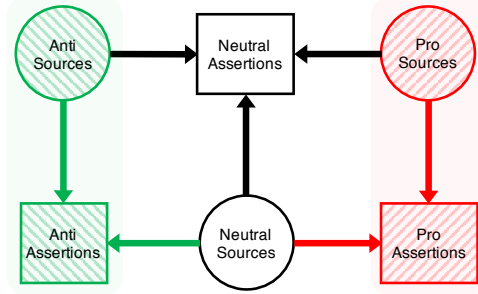 Anti
Sources
Neutral
Assertions
Pro
Sources
Anti
Assertions
Neutral
Sources
Pro
Assertions